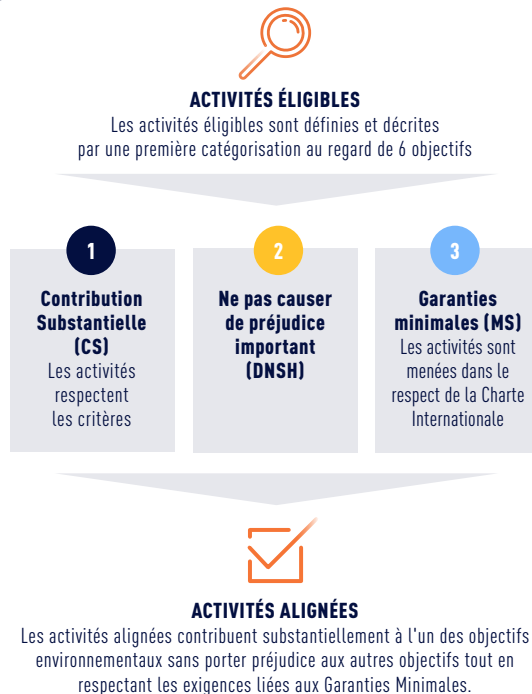 ACTIVITÉS ÉLIGIBLES
Les activités éligibles sont définies et décrites
par une première catégorisation au regard de 6 objectifs
1
Contribution
Substantielle
(CS)
Les activités
respectent
les critères
2
Ne pas causer
de préjudice
important
(DNSH)
3
Garanties
minimales (MS)
Les activités sont
menées dans le
respect de la Charte
Internationale
ACTIVITÉS ALIGNÉES
Les activités alignées contribuent substantiellement à l'un des objectifs
environnementaux sans porter préjudice aux autres objectifs tout en
respectant les exigences liées aux Garanties Minimales.